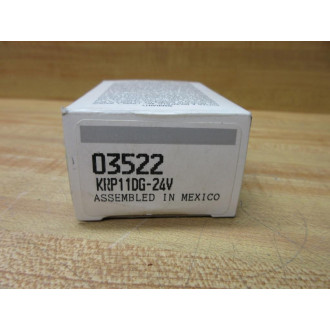 03522
KRP11DG-24V
ASSEMBLED IN MEXICO